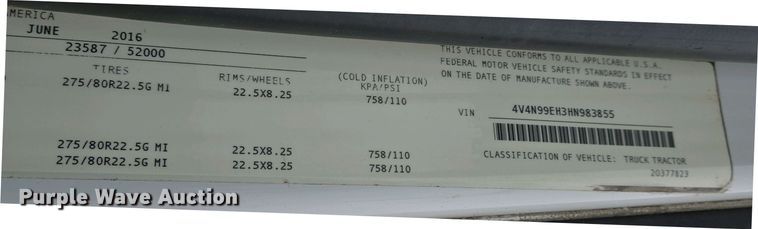 AMERICA
JUNE 2016
23587 / 52000
TIRES RIMS/WHEELS (COLD INFLATION) KPA/PSI
275/80R22.5G MI 22.5X8.25 758/110
275/80R22.5G MI 22.5X8.25 758/110
275/80R22.5G MI 22.5X8.25 758/110
THIS VEHICLE CONFORMS TO ALL APPLICABLE U.S.A.
FEDERAL MOTOR VEHICLE SAFETY STANDARDS IN EFFECT
ON THE DATE OF MANUFACTURE SHOWN ABOVE.
VIN 4V4N99EH3HN983855
CLASSIFICATION OF VEHICLE: TRUCK TRACTOR
20377823
Purple Wave Auction